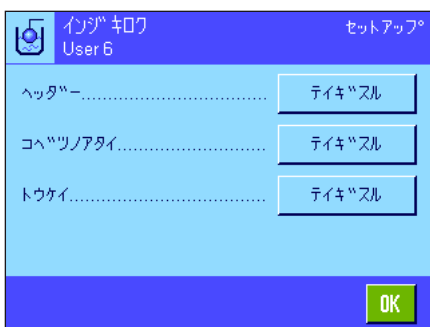 インジ゛キロク セットアップ
User 6
ヘッダー................................. テイギスル
コベツノアタイ.......................... テイギスル
トウケイ................................. テイギスル
OK